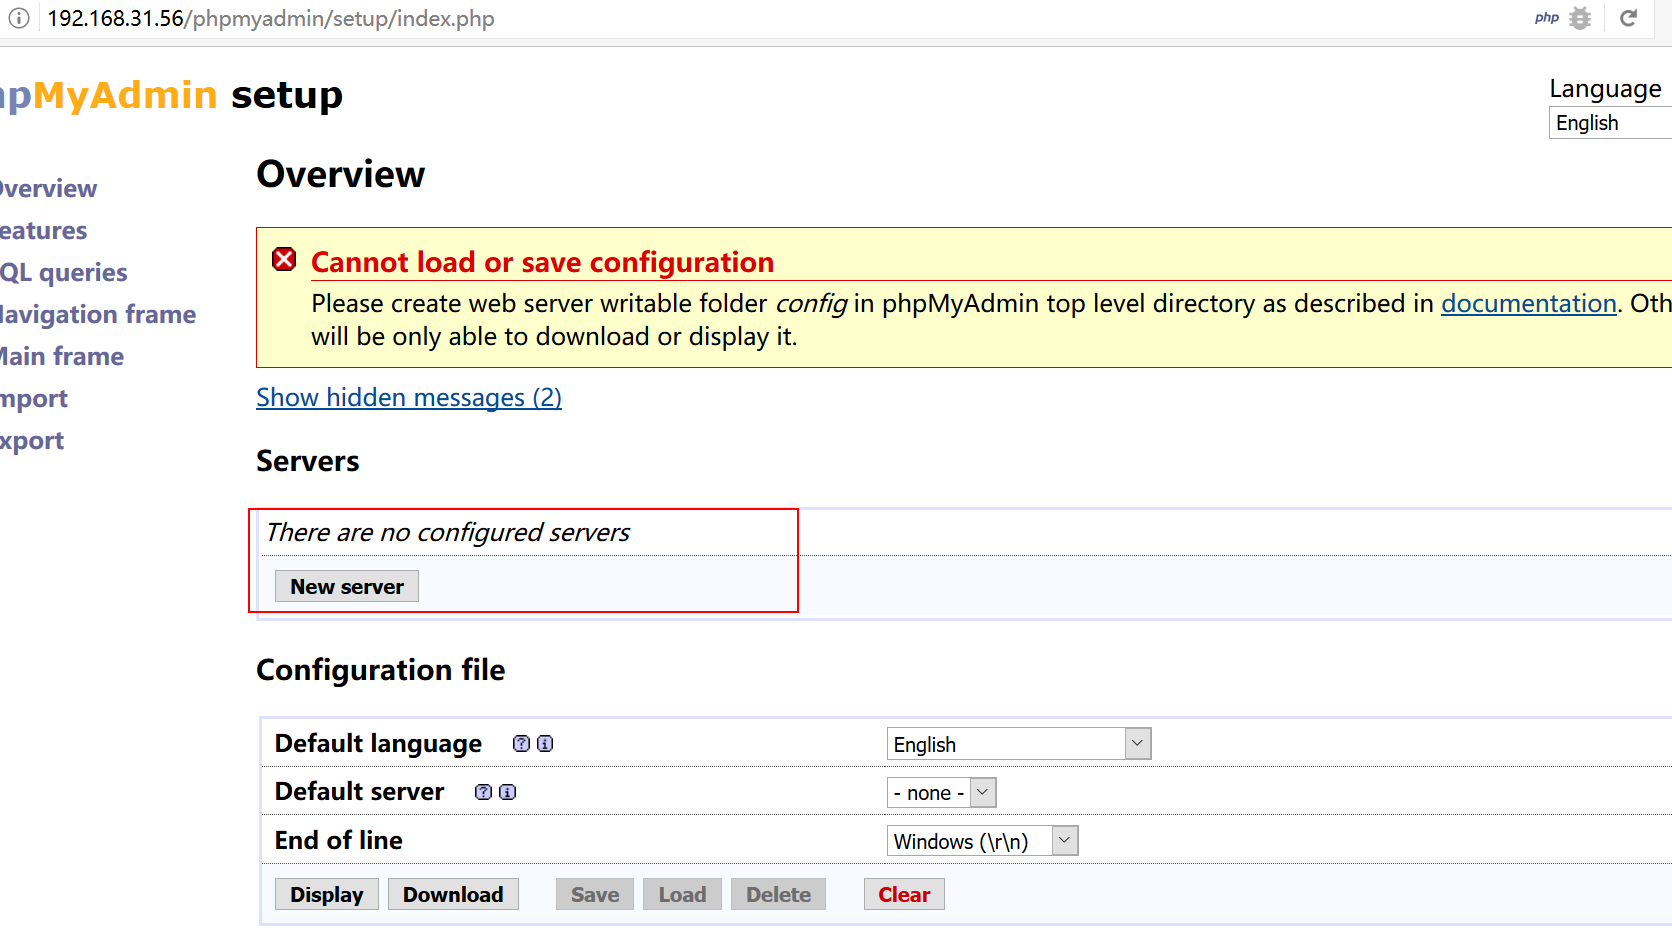 192.168.31.56/phpmyadmin/setup/index.php
php
hpMyAdmin setup
Language
English
Overview
Overview
eatures
QL queries
Navigation frame
Main frame
mport
xport
Cannot load or save configuration
Please create web server writable folder config in phpMyAdmin top level directory as described in documentation. Oth
will be only able to download or display it.
Show hidden messages (2)
Servers
There are no configured servers
New server
Configuration file
Default language
English
Default server
- none -
End of line
Windows (\r\n)
Display Download Save Load Delete Clear